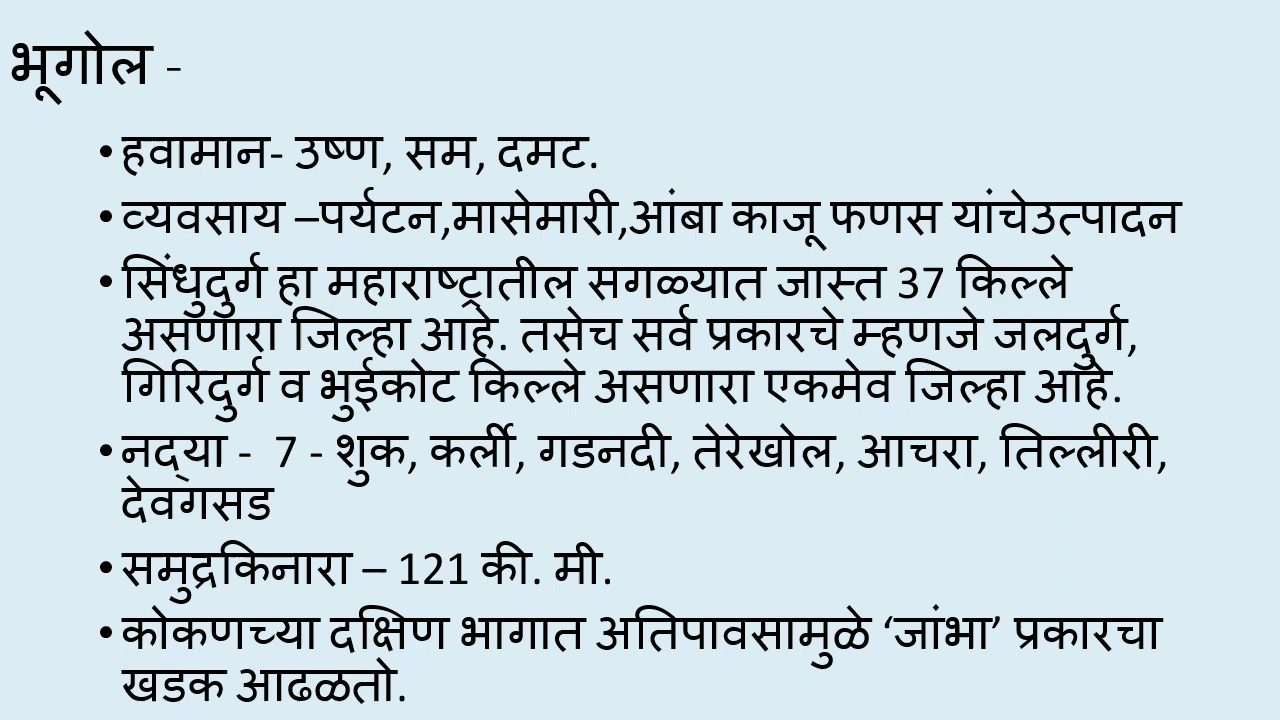 भूगोल -
•हवामान- उष्ण, सम, दमट.
•व्यवसाय –पर्यटन,मासेमारी,आंबा काजू फणस यांचेउत्पादन
•सिंधुदुर्ग हा महाराष्ट्रातील सगळ्यात जास्त 37 किल्ले
असणारा जिल्हा आहे. तसेच सर्व प्रकारचे म्हणजे जलदुर्ग,
गिरिदुर्ग व भुईकोट किल्ले असणारा एकमेव जिल्हा आहे.
•नद्या - 7 - शुक, कर्ली, गडनदी, तेरेखोल, आचरा, तिल्लीरी,
देवगसड
•समुद्रकिनारा – 121 की. मी.
•कोकणच्या दक्षिण भागात अतिपावसामुळे ‘जांभा’ प्रकारचा
खडक आढळतो.